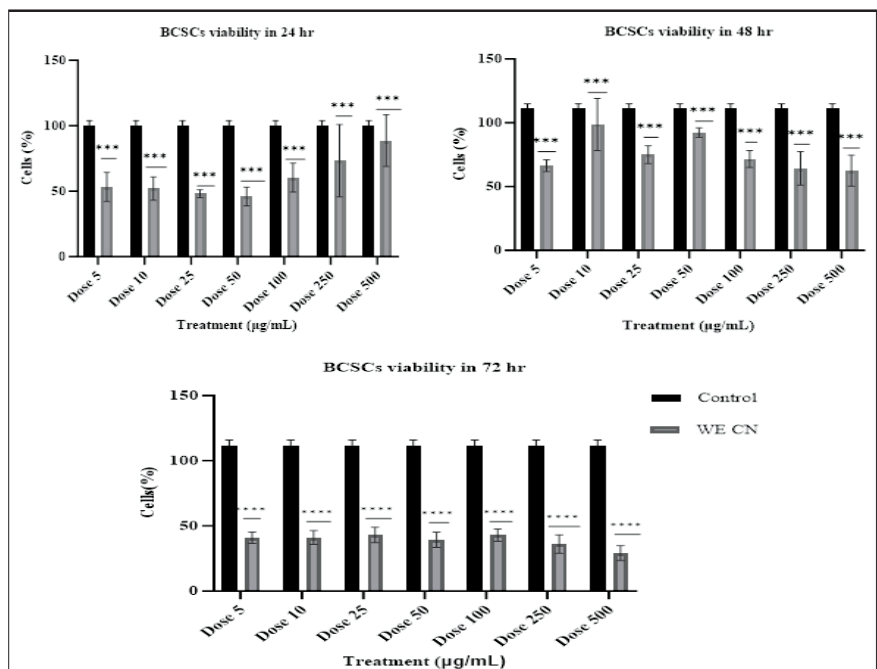 BCSCs viability in 24 hr
150
100
50
0
Cells (%)
*** *** *** *** *** *** ***
Dose 5 Dose 10 Dose 25 Dose 50 Dose 100 Dose 250 Dose 500
Treatment (µg/mL)
BCSCs viability in 48 hr
150
100
50
0
Cells (%)
*** *** *** *** *** *** ***
Dose 5 Dose 10 Dose 25 Dose 50 Dose 100 Dose 250 Dose 500
Treatment (µg/mL)
BCSCs viability in 72 hr
150
100
50
0
Cells(%)
**** **** **** **** **** **** ****
Dose 5 Dose 10 Dose 25 Dose 50 Dose 100 Dose 250 Dose 500
Treatment (µg/mL)
Control
WE CN